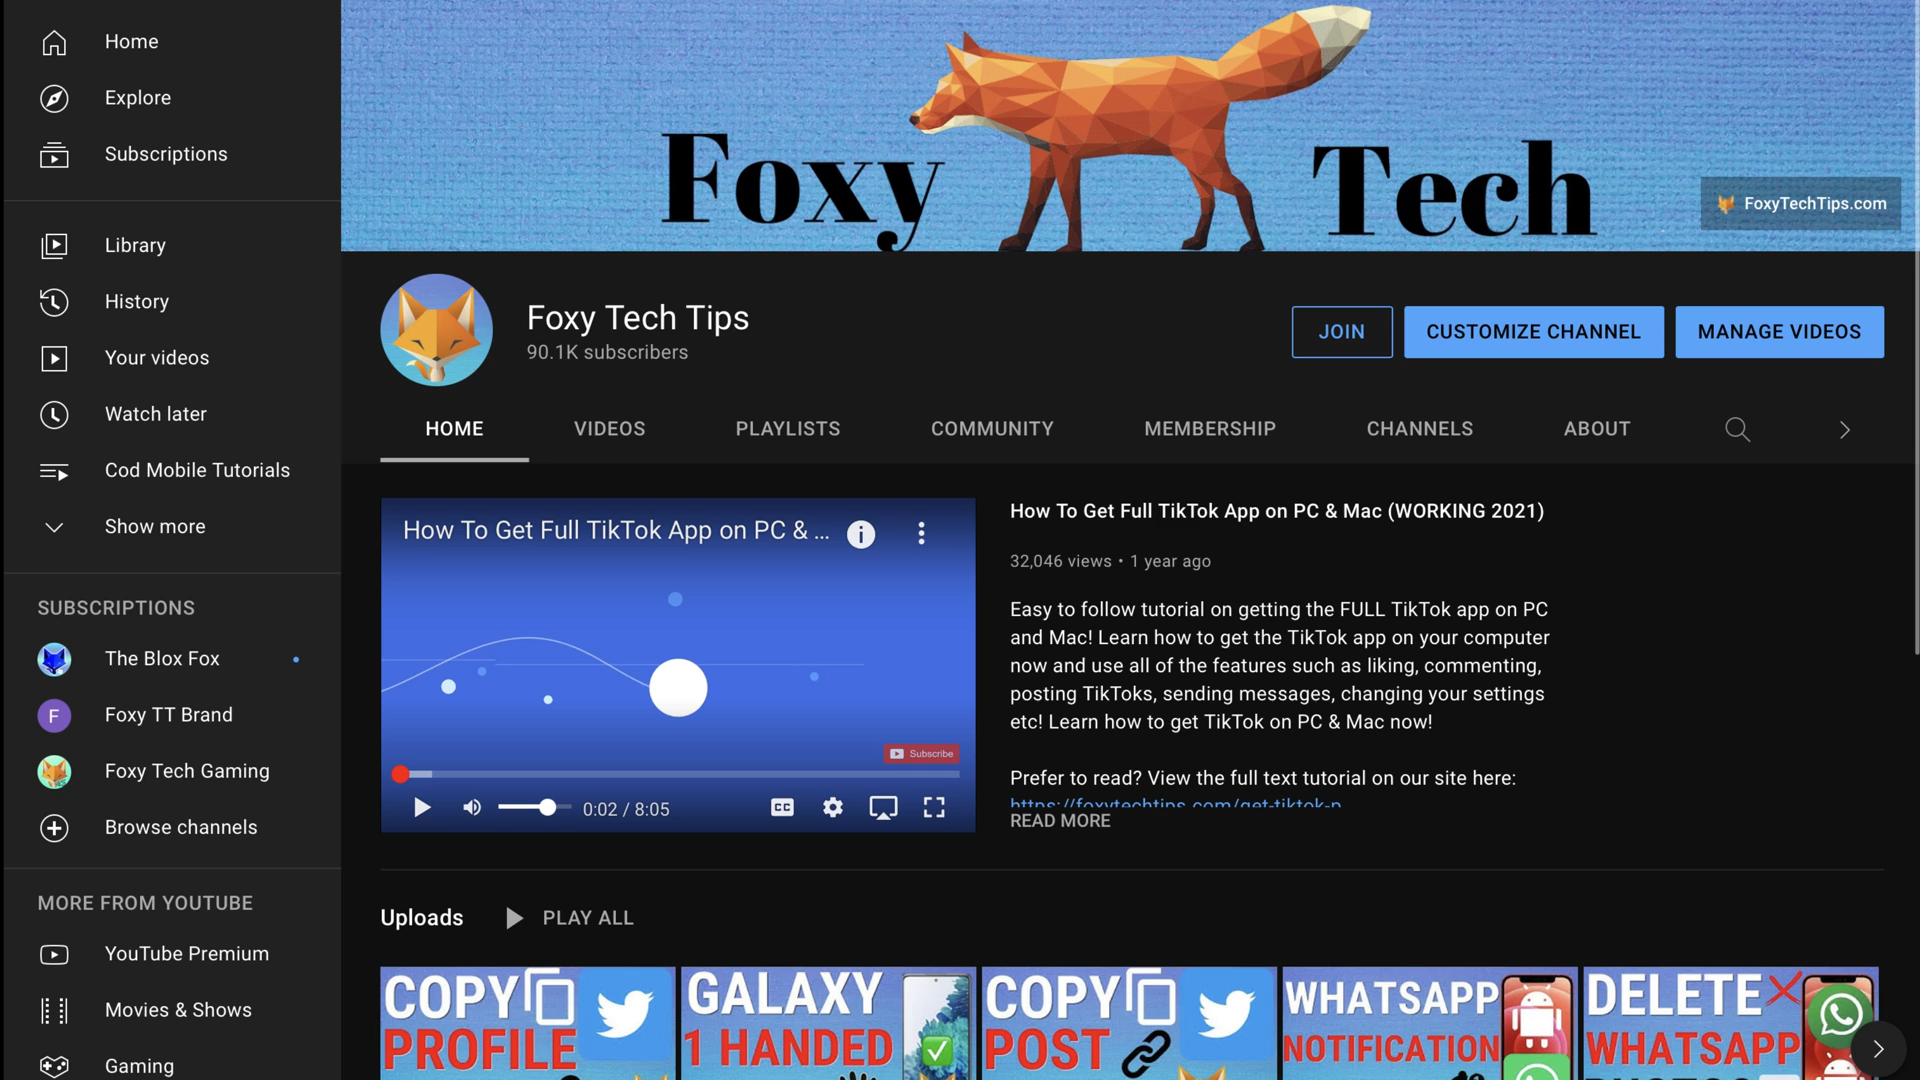 Home
Explore
Subscriptions
Library
History
Your videos
Watch later
Cod Mobile Tutorials
Show more
SUBSCRIPTIONS
The Blox Fox
F
Foxy TT Brand
Foxy Tech Gaming
Browse channels
MORE FROM YOUTUBE
YouTube Premium
Movies & Shows
Gaming
Foxy Tech
FoxyTechTips.com
Foxy Tech Tips
90.1K subscribers
JOIN
CUSTOMIZE CHANNEL
MANAGE VIDEOS
HOME
VIDEOS
PLAYLISTS
COMMUNITY
MEMBERSHIP
CHANNELS
ABOUT
How To Get Full TikTok App on PC & ...
Subscribe
0:02 / 8:05
CC
How To Get Full TikTok App on PC & Mac (WORKING 2021)
32,046 views • 1 year ago
Easy to follow tutorial on getting the FULL TikTok app on PC
and Mac! Learn how to get the TikTok app on your computer
now and use all of the features such as liking, commenting,
posting TikToks, sending messages, changing your settings
etc! Learn how to get TikTok on PC & Mac now!
Prefer to read? View the full text tutorial on our site here:
https://foxytechtips.com/get-tiktok-p
READ MORE
Uploads
PLAY ALL
COPY
PROFILE
GALAXY
1 HANDED
COPY
POST
WHATSAPP
NOTIFICATION
DELETE
WHATSAPP